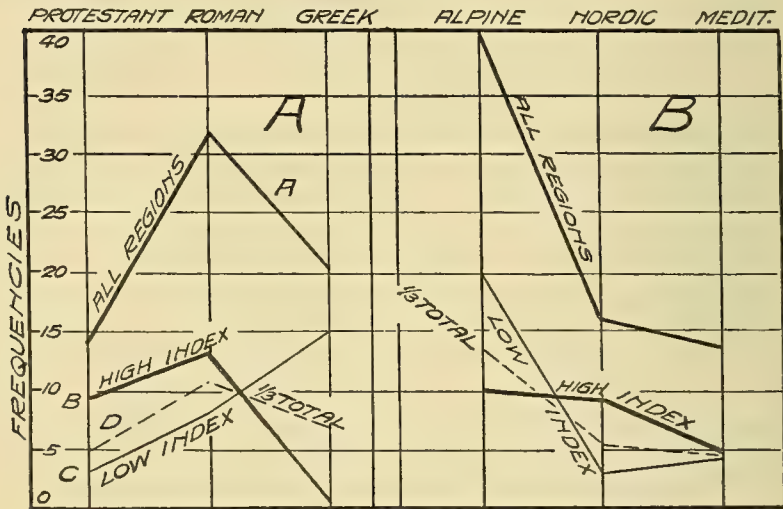 PROTESTANT ROMAN GREEK ALPINE NORDIC MEDIT.
40
35
30
25
20
15
10
5
0
FREQUENCIES
A
ALL REGIONS
A
HIGH INDEX
B
D
1/3 TOTAL
C
LOW INDEX
B
ALL REGIONS
1/3 TOTAL
LOW INDEX
HIGH INDEX